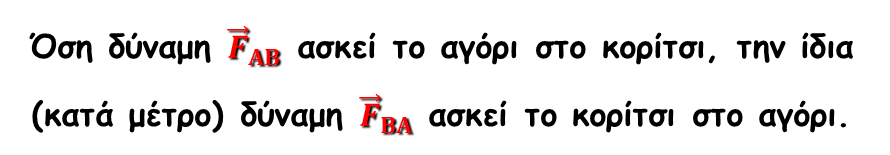 Όση δύναμη F⃗AB ασκεί το αγόρι στο κορίτσι, την ίδια
(κατά μέτρο) δύναμη F⃗BA ασκεί το κορίτσι στο αγόρι.